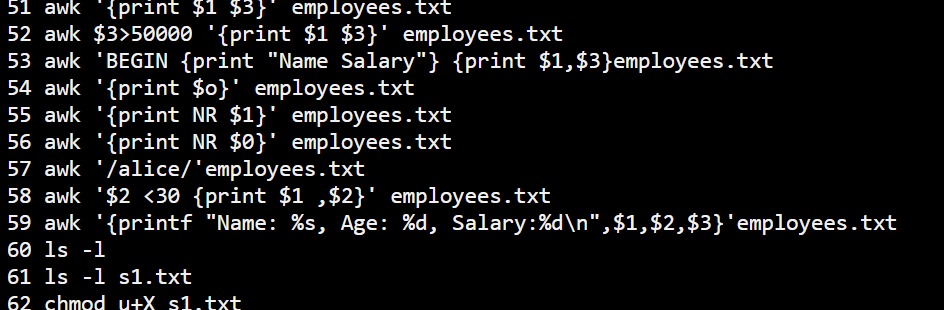 51 awk '{print $1 $3}' employees.txt
52 awk $3>50000 '{print $1 $3}' employees.txt
53 awk 'BEGIN {print "Name Salary"} {print $1,$3}employees.txt
54 awk '{print $o}' employees.txt
55 awk '{print NR $1}' employees.txt
56 awk '{print NR $0}' employees.txt
57 awk '/alice/'employees.txt
58 awk '$2 <30 {print $1 ,$2}' employees.txt
59 awk '{printf "Name: %s, Age: %d, Salary:%d\n",$1,$2,$3}'employees.txt
60 ls -l
61 ls -l s1.txt
62 chmod u+X s1.txt